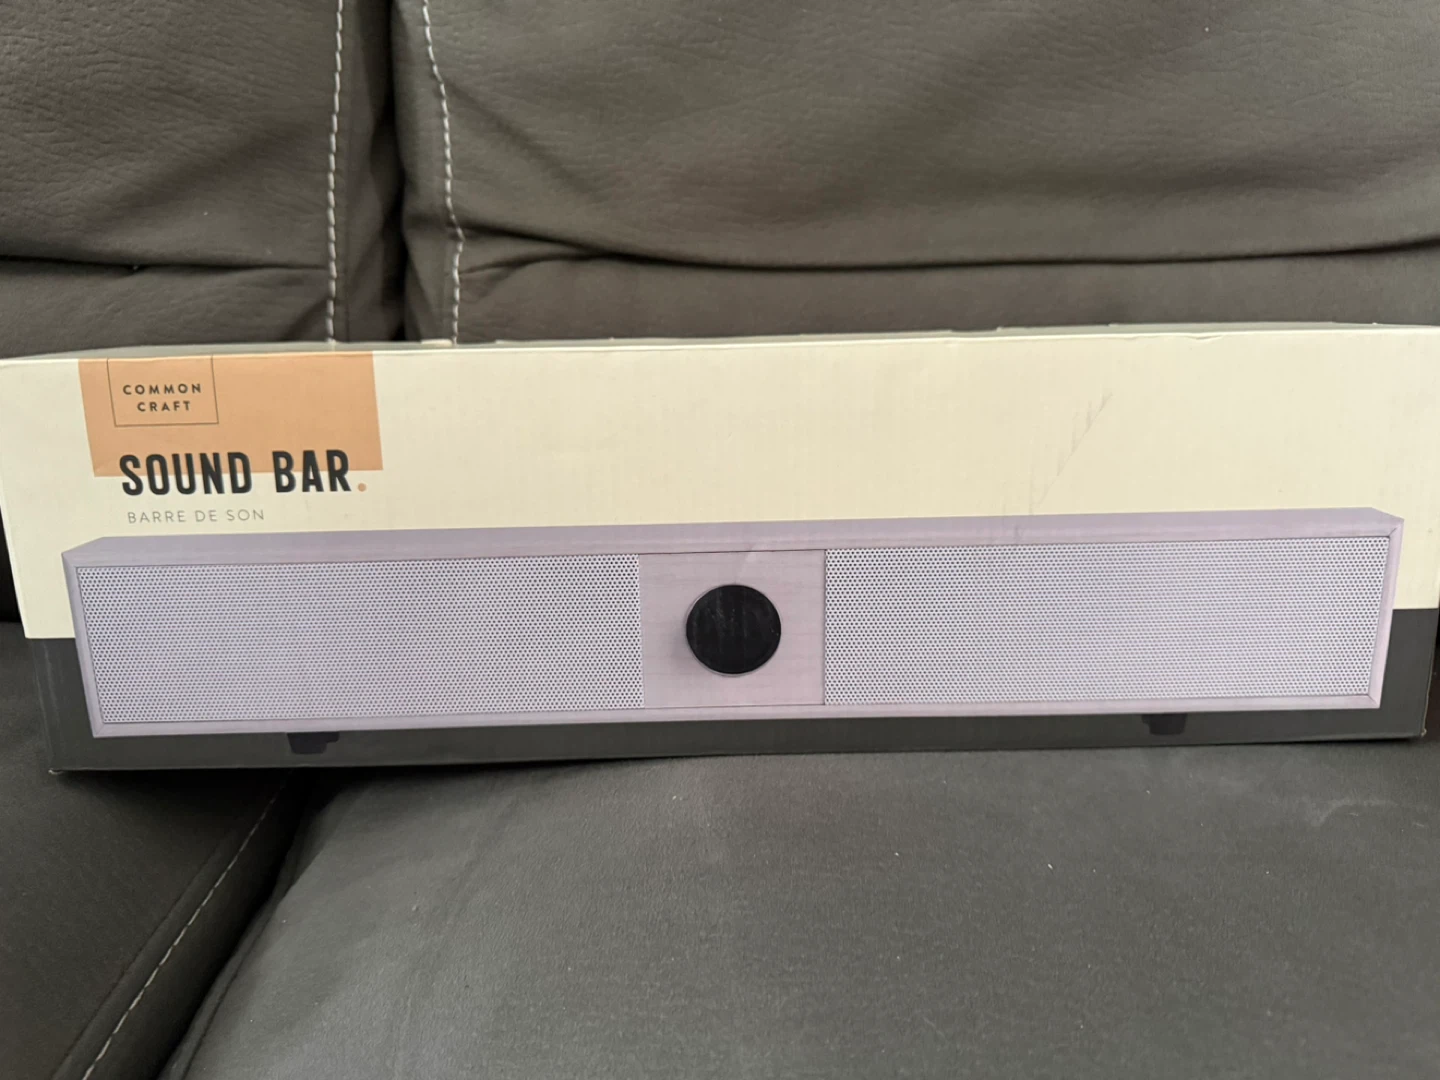 COMMON
CRAFT
SOUND BAR.
BARRE DE SON